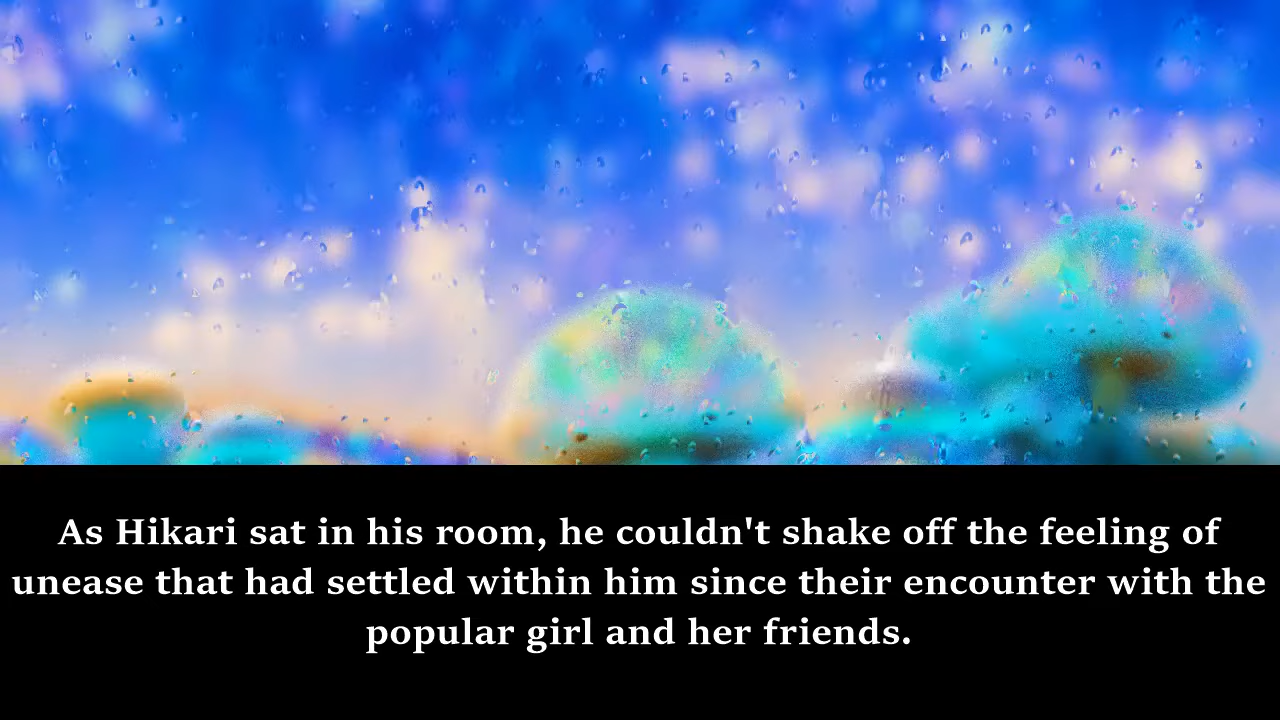 As Hikari sat in his room, he couldn't shake off the feeling of
unease that had settled within him since their encounter with the
popular girl and her friends.